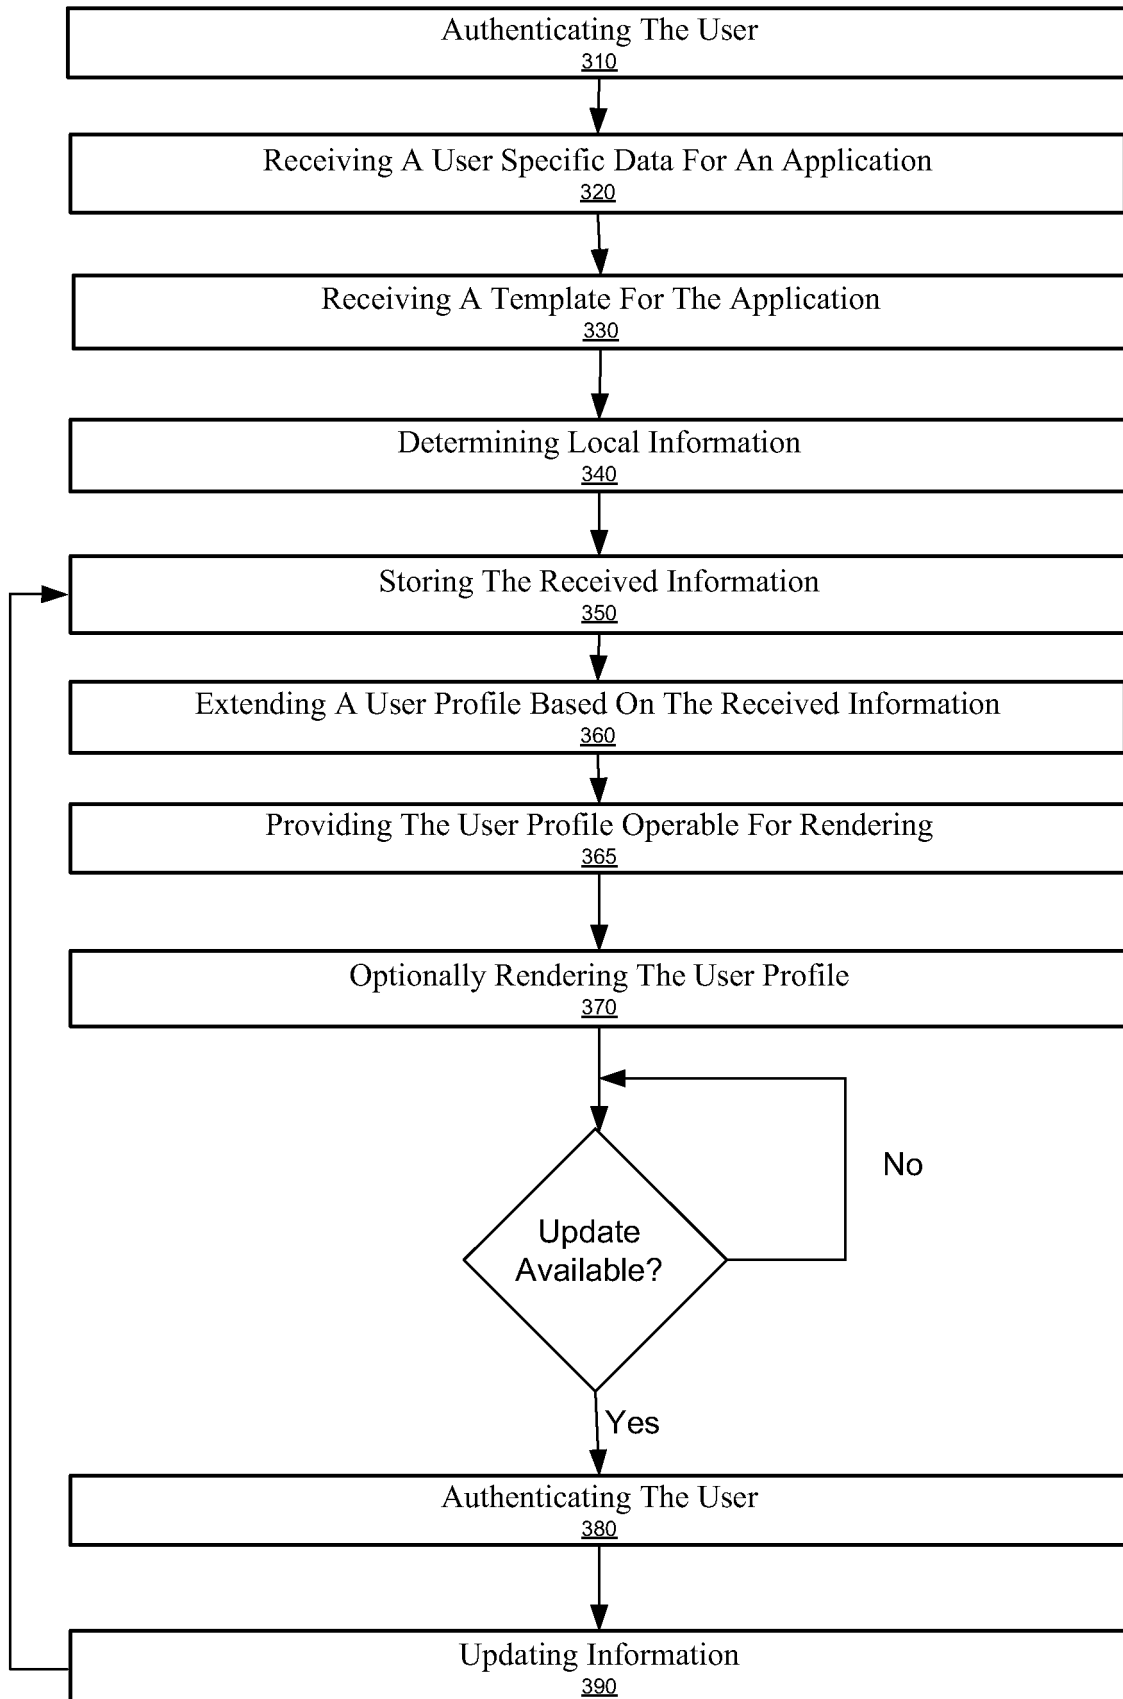 Authenticating The User
310
Receiving A User Specific Data For An Application
320
Receiving A Template For The Application
330
Determining Local Information
340
Storing The Received Information
350
Extending A User Profile Based On The Received Information
360
Providing The User Profile Operable For Rendering
365
Optionally Rendering The User Profile
370
No
Update
Available?
Yes
Authenticating The User
380
Updating Information
390